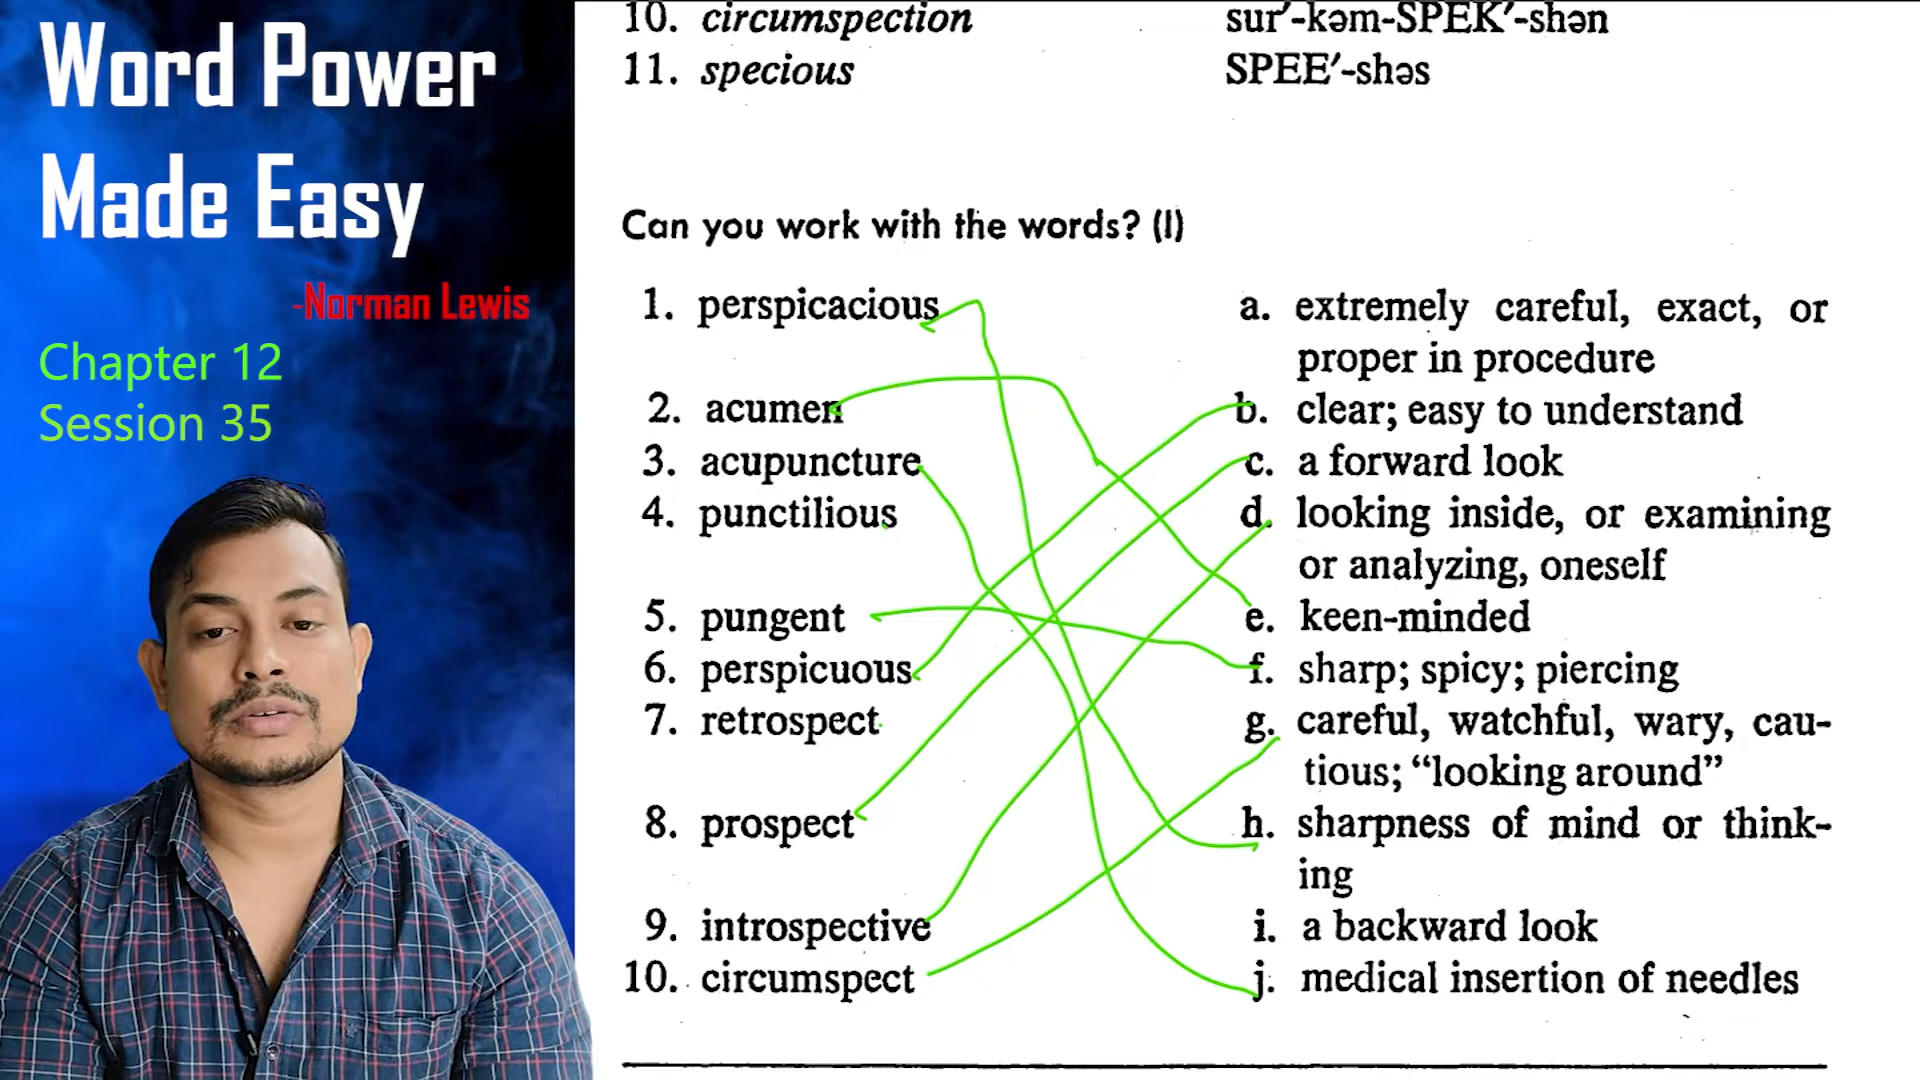 Word Power
Made Easy
-Norman Lewis
Chapter 12
Session 35
10. circumspection sur′-kəm-SPEK′-shən
11. specious SPEE′-shəs
Can you work with the words? (I)
1. perspicacious a. extremely careful, exact, or
proper in procedure
2. acumen b. clear; easy to understand
3. acupuncture c. a forward look
4. punctilious d. looking inside, or examining
or analyzing, oneself
5. pungent e. keen-minded
6. perspicuous f. sharp; spicy; piercing
7. retrospect g. careful, watchful, wary, cau-
tious; “looking around”
8. prospect h. sharpness of mind or think-
ing
9. introspective i. a backward look
10. circumspect j. medical insertion of needles